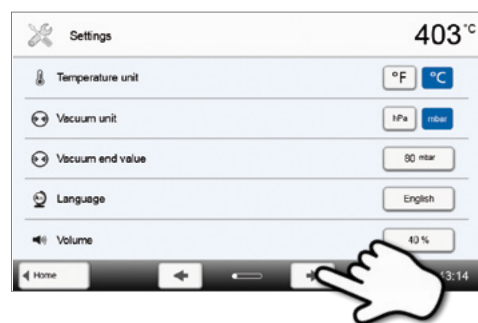 Settings 403 °C
Temperature unit °F °C
Vacuum unit hPa mbar
Vacuum end value 80 mbar
Language English
Volume 40 %
Home 13:14